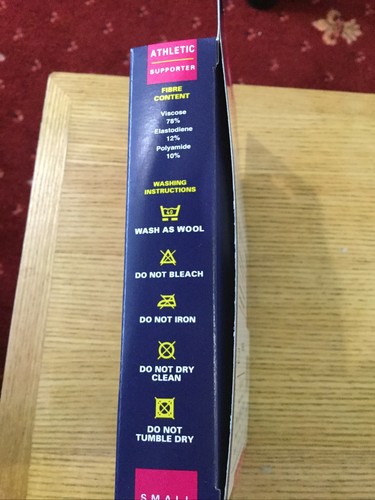 ATHLETIC
SUPPORTER
FIBRE
CONTENT
Viscose
78%
Elastodiene
12%
Polyamide
10%
WASHING
INSTRUCTIONS
WASH AS WOOL
DO NOT BLEACH
DO NOT IRON
DO NOT DRY
CLEAN
DO NOT
TUMBLE DRY
SMALL